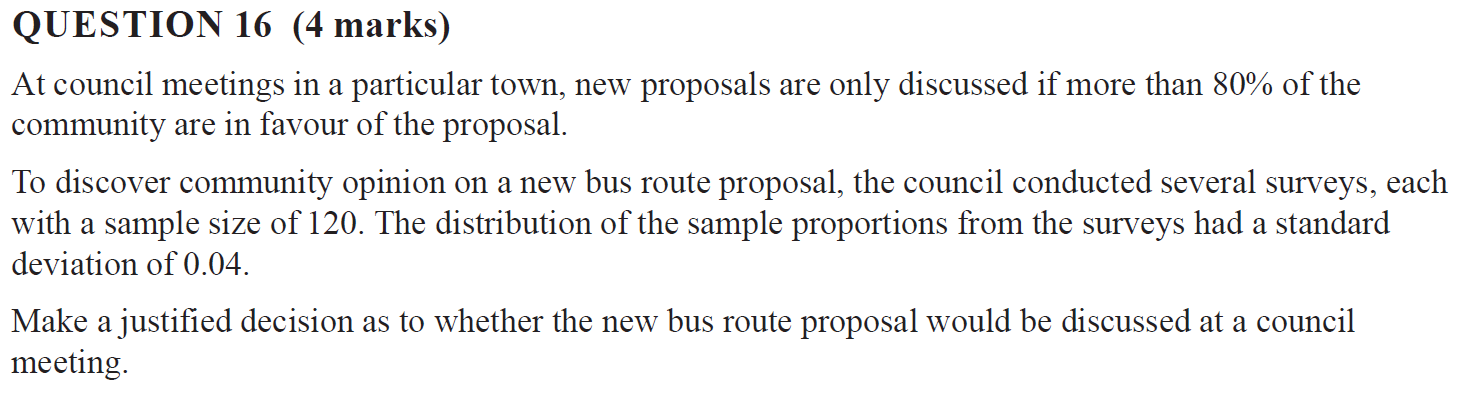 QUESTION 16 (4 marks)
At council meetings in a particular town, new proposals are only discussed if more than 80% of the
community are in favour of the proposal.
To discover community opinion on a new bus route proposal, the council conducted several surveys, each
with a sample size of 120. The distribution of the sample proportions from the surveys had a standard
deviation of 0.04.
Make a justified decision as to whether the new bus route proposal would be discussed at a council
meeting.